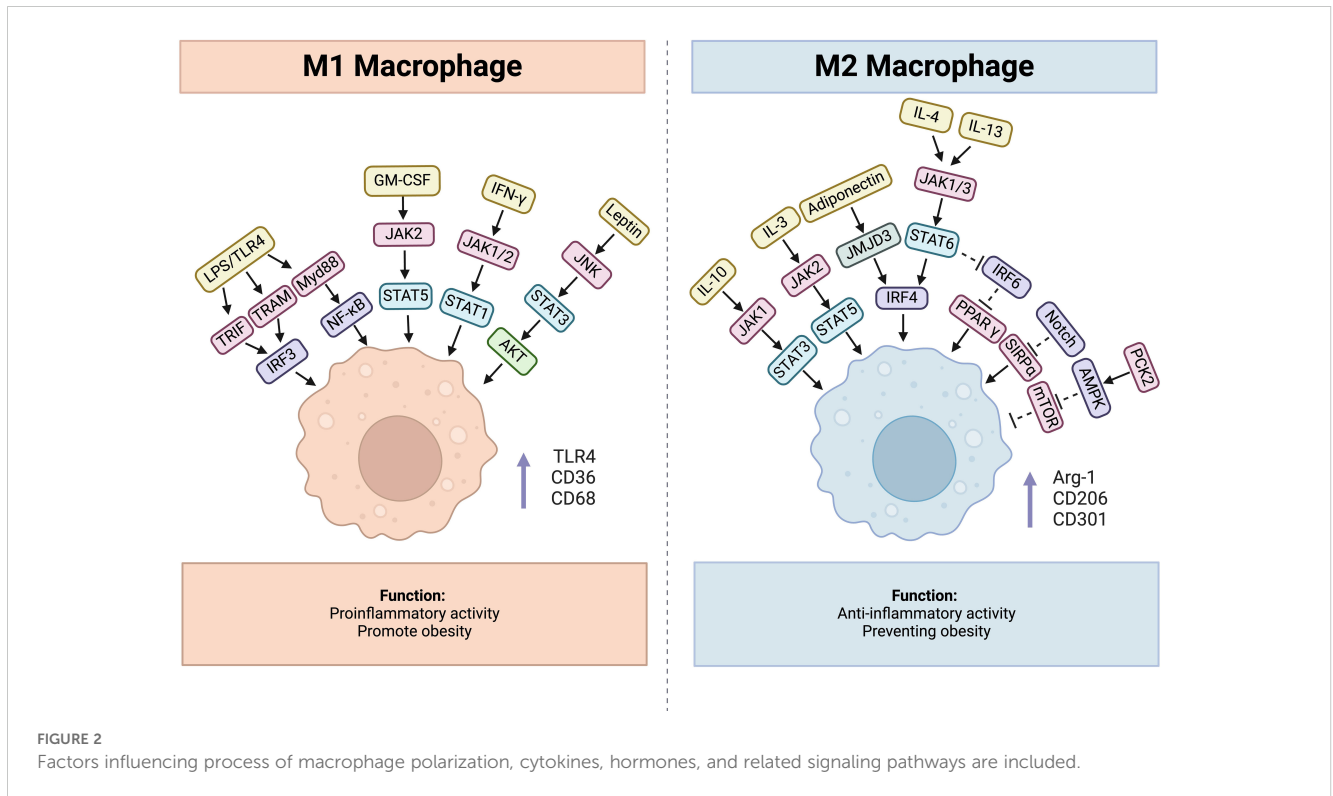 M1 Macrophage
M2 Macrophage
GM-CSF
IFN-γ
Leptin
LPS/TLR4
JAK2
JAK1/2
JNK
Myd88
TRAM
TRIF
NF-κB
STAT5
STAT1
STAT3
IRF3
AKT
TLR4
CD36
CD68
IL-4
IL-13
Adiponectin
IL-3
IL-10
JAK1/3
JMJD3
STAT6
JAK2
JAK1
IRF4
IRF6
STAT5
STAT3
PPAR γ
Notch
SIRPα
mTOR
AMPK
PCK2
Arg-1
CD206
CD301
Function:
Proinflammatory activity
Promote obesity
Function:
Anti-inflammatory activity
Preventing obesity
FIGURE 2
Factors influencing process of macrophage polarization, cytokines, hormones, and related signaling pathways are included.